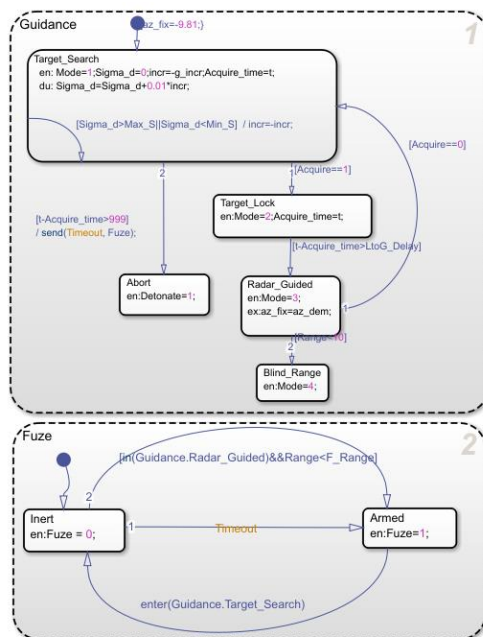 Guidance
{az_fix=-9.81;}
1
Target_Search
en: Mode=1;Sigma_d=0;incr=-g_incr;Acquire_time=t;
du: Sigma_d=Sigma_d+0.01*incr;
[Sigma_d>Max_S||Sigma_d<Min_S] / incr=-incr;
2
1
[Acquire==1]
[Acquire==0]
[t-Acquire_time>999]
/ send(Timeout, Fuze);
Target_Lock
en:Mode=2;Acquire_time=t;
[t-Acquire_time>LtoG_Delay]
Abort
en:Detonate=1;
Radar_Guided
en:Mode=3;
ex:az_fix=az_dem;
1
2
[Range<10]
Blind_Range
en:Mode=4;
Fuze
2
[in(Guidance.Radar_Guided)&&Range<F_Range]
2
Inert
en:Fuze = 0;
1
Timeout
Armed
en:Fuze=1;
enter(Guidance.Target_Search)